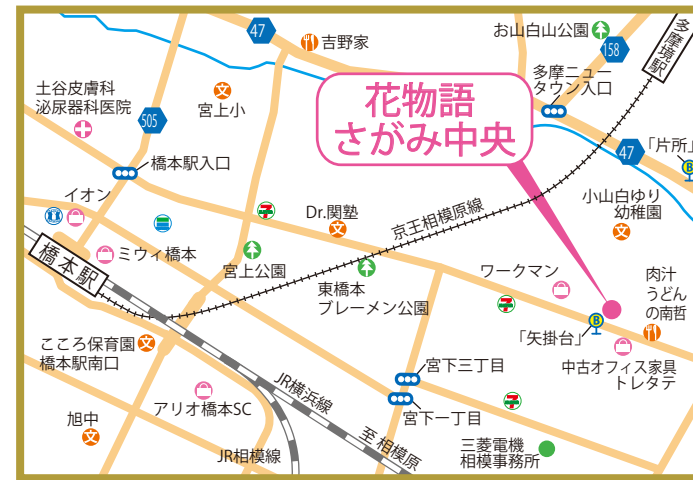 47
吉野家
お山白山公園
158
多摩境駅
土谷皮膚科
泌尿器科医院
宮上小
505
多摩ニュー
タウン入口
花物語
さがみ中央
47
「片所」
B
橋本駅入口
イオン
7
Dr.関塾
小山白ゆり
幼稚園
京王相模原線
ミウィ橋本
橋本駅
宮上公園
東橋本
ブレーメン公園
ワークマン
7
肉汁
うどん
の南哲
B
「矢掛台」
中古オフィス家具
トレタテ
こころ保育園
橋本駅南口
宮下三丁目
アリオ橋本SC
JR横浜線
7
宮下一丁目
旭中
文
JR相模線
至 相模原
三菱電機
相模事務所